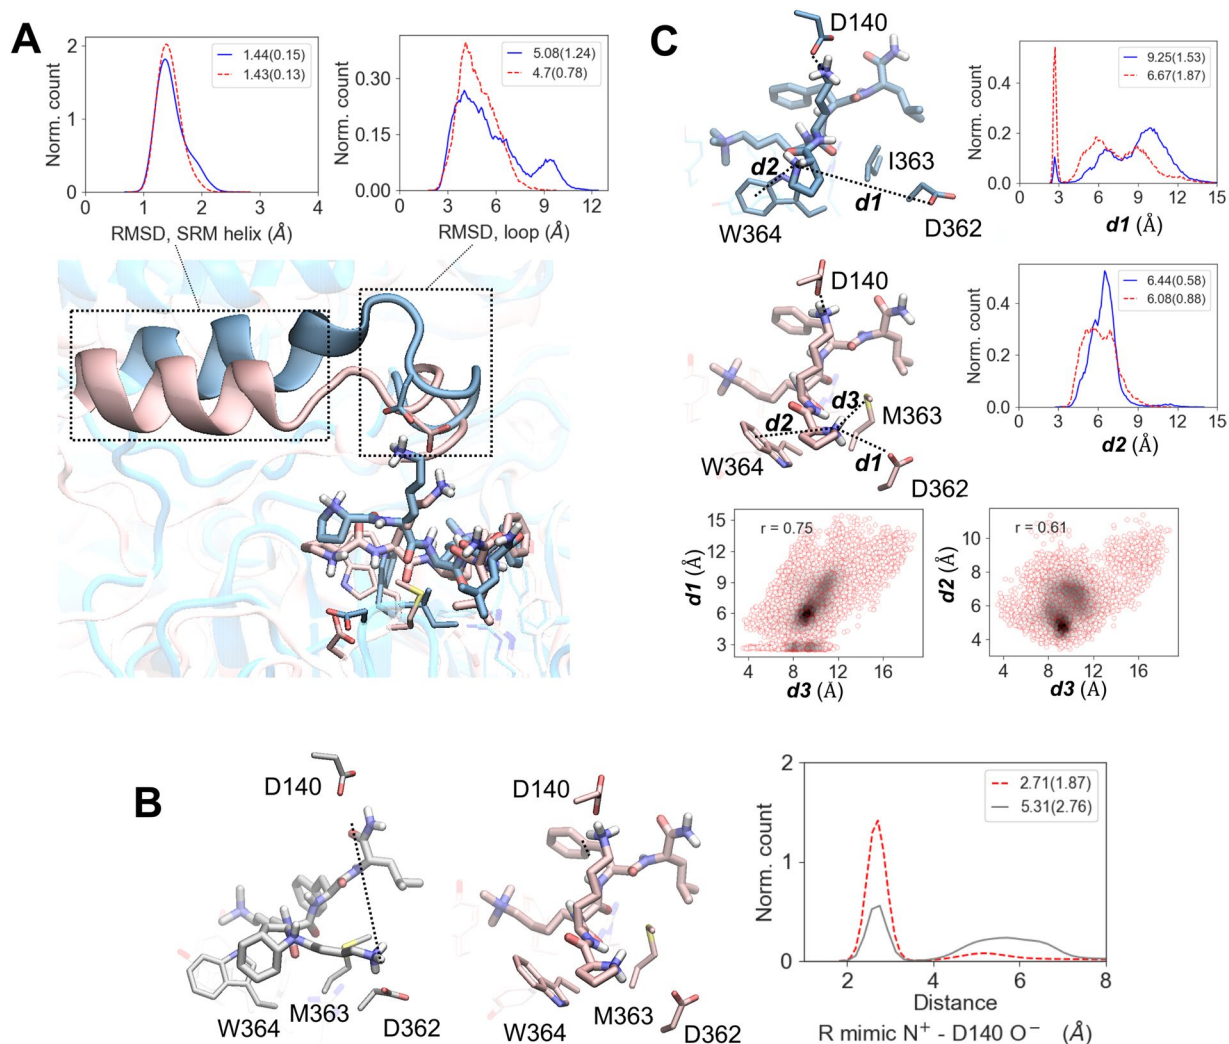 A
Norm. count
2
1
0
1.44(0.15)
1.43(0.13)
0 1 2 3 4
RMSD, SRM helix (Å)
Norm. count
0.30
0.15
0.00
5.08(1.24)
4.7(0.78)
3 6 9 12
RMSD, loop (Å)
C
D140
d2
I363
d1
W364
D362
Norm. count
0.4
0.2
0.0
9.25(1.53)
6.67(1.87)
0 3 6 9 12 15
d1 (Å)
D140
d3
M363
d2
W364
d1
D362
Norm. count
0.4
0.2
0.0
6.44(0.58)
6.08(0.88)
0 3 6 9 12 15
d2 (Å)
d1 (Å)
15
12
9
6
3
r = 0.75
4 8 12 16
d3 (Å)
d2 (Å)
10
8
6
4
r = 0.61
4 8 12 16
d3 (Å)
B
D140
W364
M363
D362
D140
W364
M363
D362
Norm. count
2
1
0
2.71(1.87)
5.31(2.76)
2 4 6 8
Distance
R mimic N⁺ - D140 O⁻ (Å)